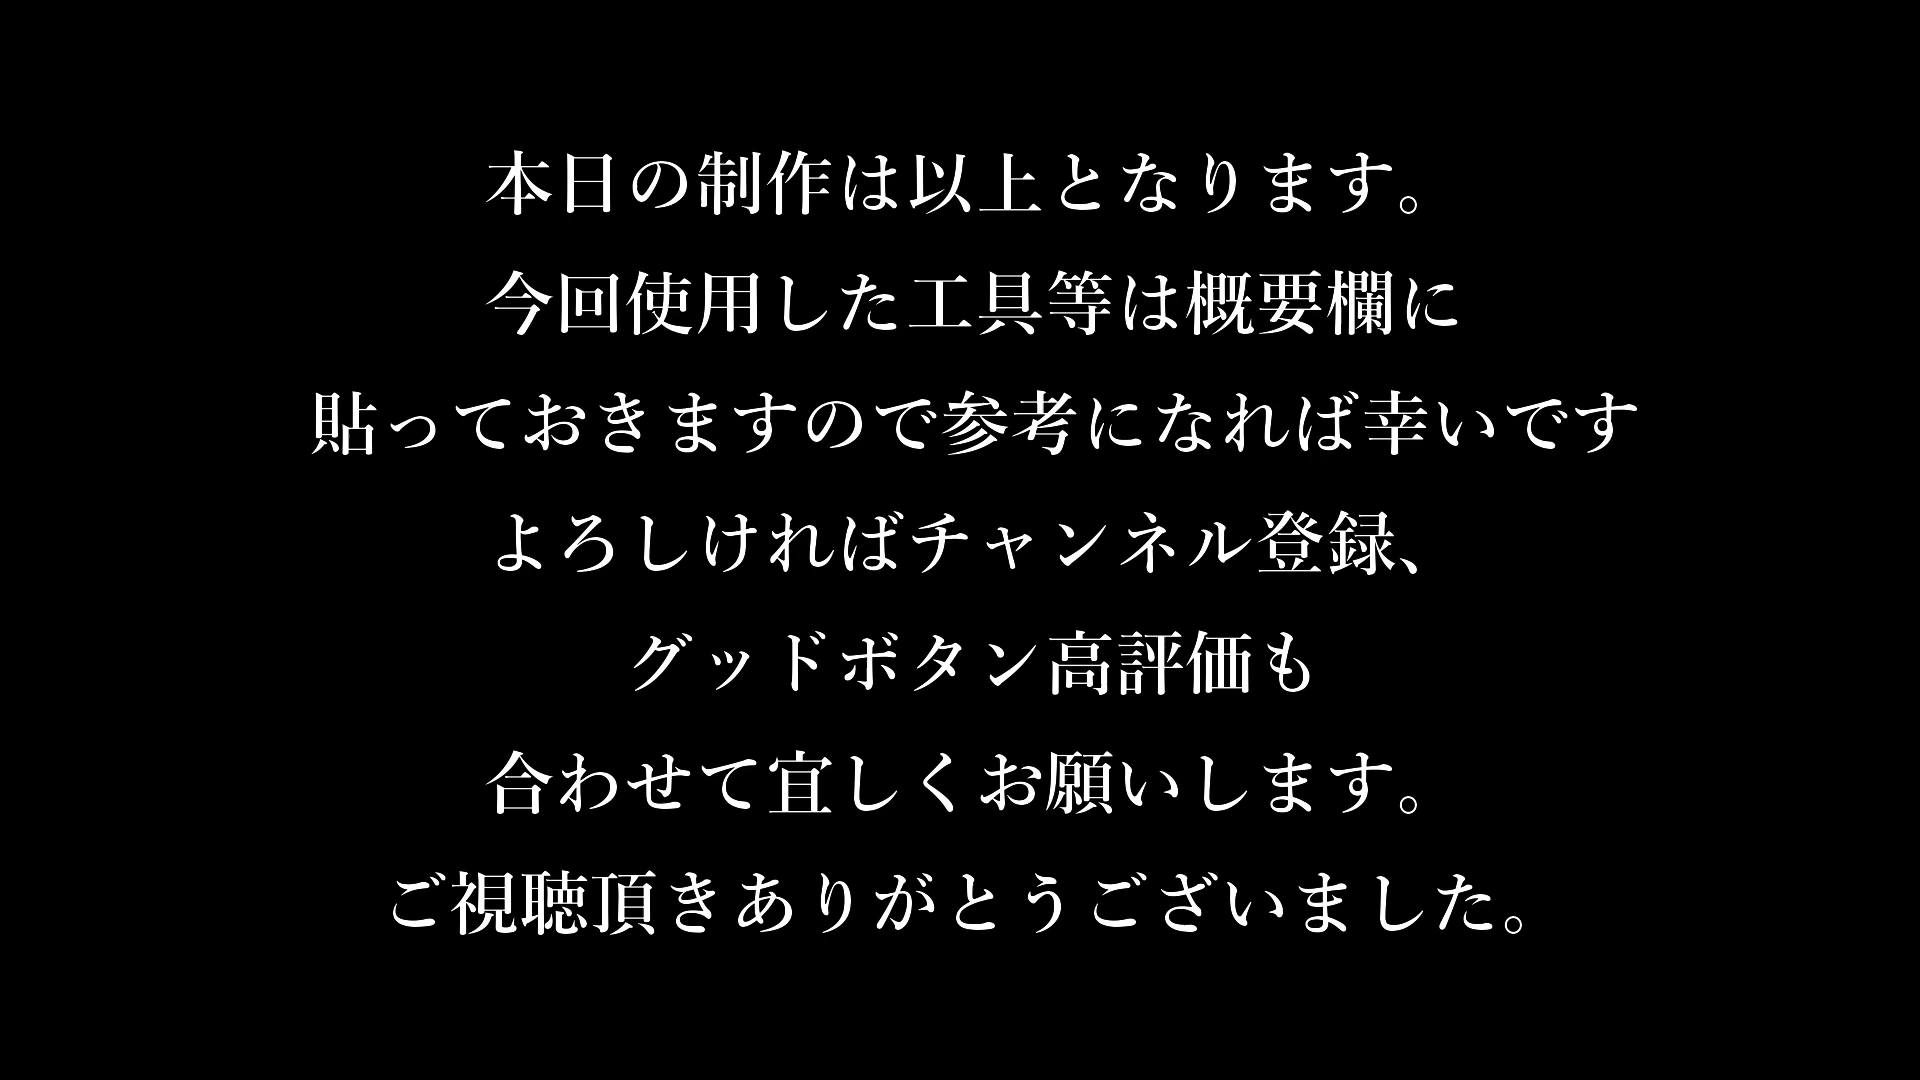 本日の制作は以上となります。
今回使用した工具等は概要欄に
貼っておきますので参考になれば幸いです
よろしければチャンネル登録、
グッドボタン高評価も
合わせて宜しくお願いします。
ご視聴頂きありがとうございました。